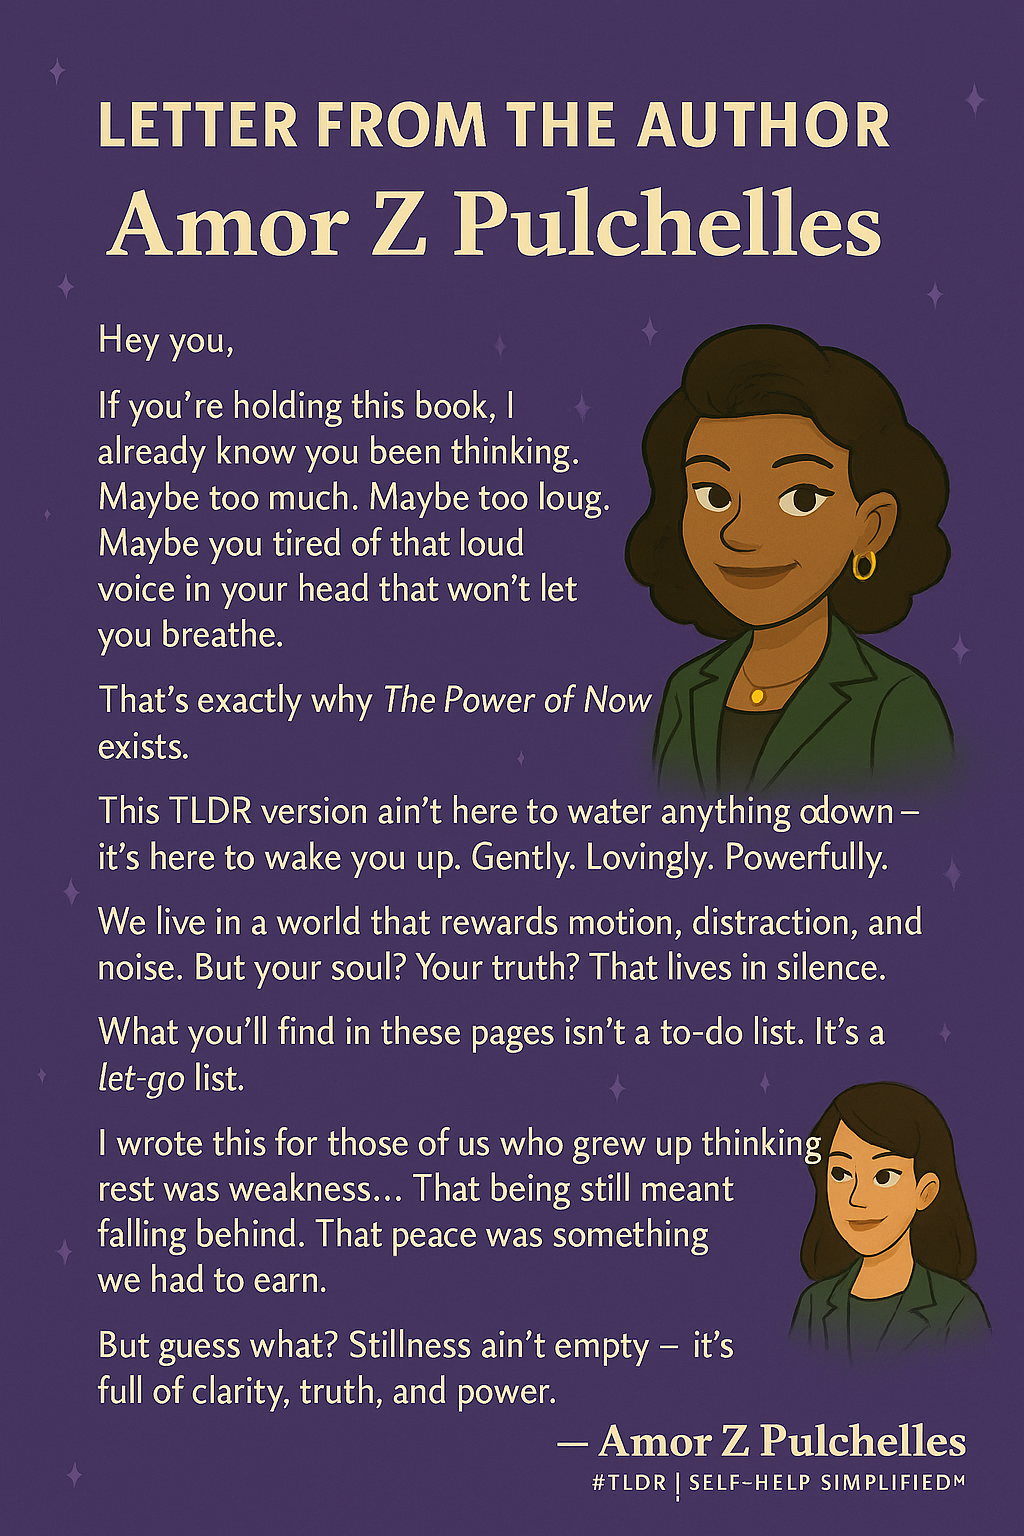 LETTER FROM THE AUTHOR
Amor Z Pulchelles
Hey you,
If you're holding this book, I
already know you been thinking.
Maybe too much. Maybe too loug.
Maybe you tired of that loud
voice in your head that won't let
you breathe.
That's exactly why The Power of Now
exists.
This TLDR version ain't here to water anything odown –
it's here to wake you up. Gently. Lovingly. Powerfully.
We live in a world that rewards motion, distraction, and
noise. But your soul? Your truth? That lives in silence.
What you'll find in these pages isn't a to-do list. It's a
let-go list.
I wrote this for those of us who grew up thinking
rest was weakness... That being still meant
falling behind. That peace was something
we had to earn.
But guess what? Stillness ain't empty – it's
full of clarity, truth, and power.
— Amor Z Pulchelles
#TLDR | SELF-HELP SIMPLIFIEDᴹ